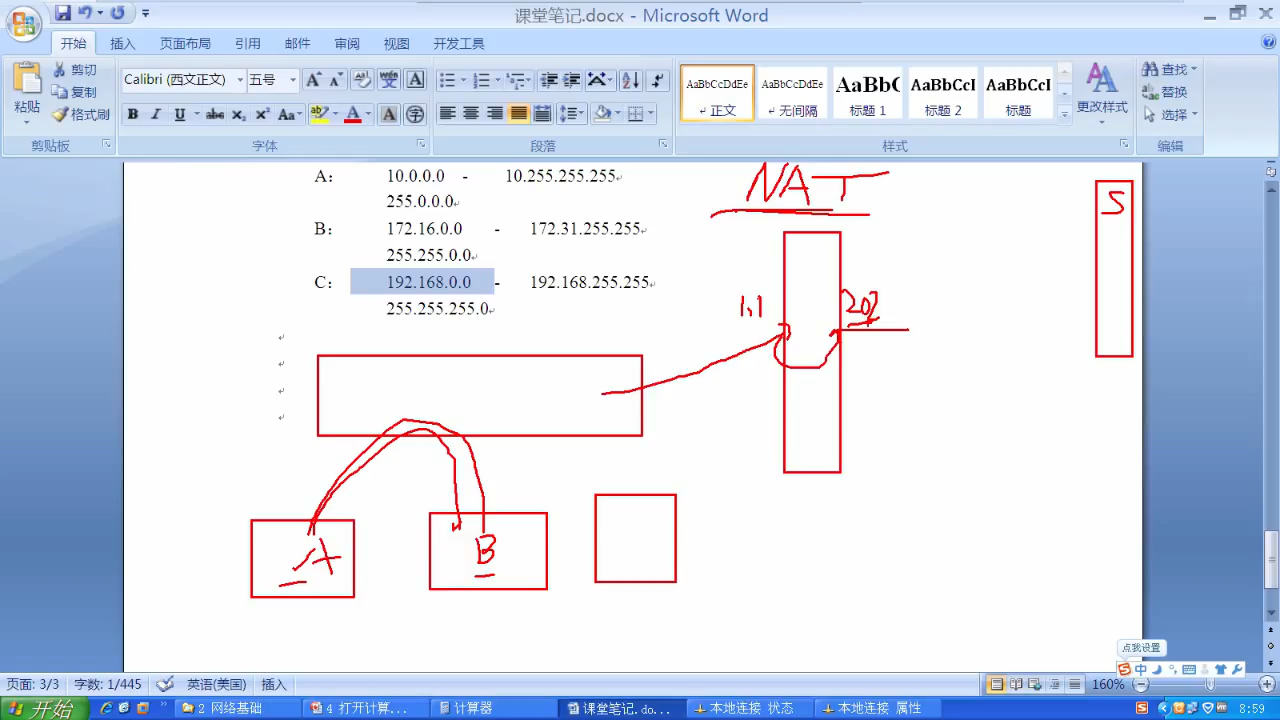 课堂笔记.docx - Microsoft Word
开始 插入 页面布局 引用 邮件 审阅 视图 开发工具
粘贴 剪切 复制 格式刷
Calibri (西文正文) 五号
AaBbCcDdEe AaBbCcDdEe AaBbC AaBbCcI AaBbCcI
正文 无间隔 标题 1 标题 2 标题
更改样式
查找 替换 选择
剪贴板 字体 段落 样式 编辑
A： 10.0.0.0 - 10.255.255.255
255.0.0.0
B： 172.16.0.0 - 172.31.255.255
255.255.0.0
C： 192.168.0.0 - 192.168.255.255
255.255.255.0
NAT
S
1.1
202
A
B
点我设置
中
页面: 3/3 字数: 1/445 英语(美国) 插入 160%
开始 2 网络基础 4 打开计算... 计算器 课堂笔记.do... 本地连接 状态 本地连接 属性 8:59